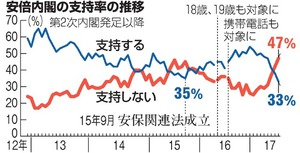 安倍内閣の支持率の推移
80% 第2次内閣発足以降
18歳、19歳も対象に
携帯電話も
対象に
70
60
50
40
30
20
10
0
支持する
支持しない
47%
35%
33%
15年9月 安保関連法成立
12年 13 14 15 16 17